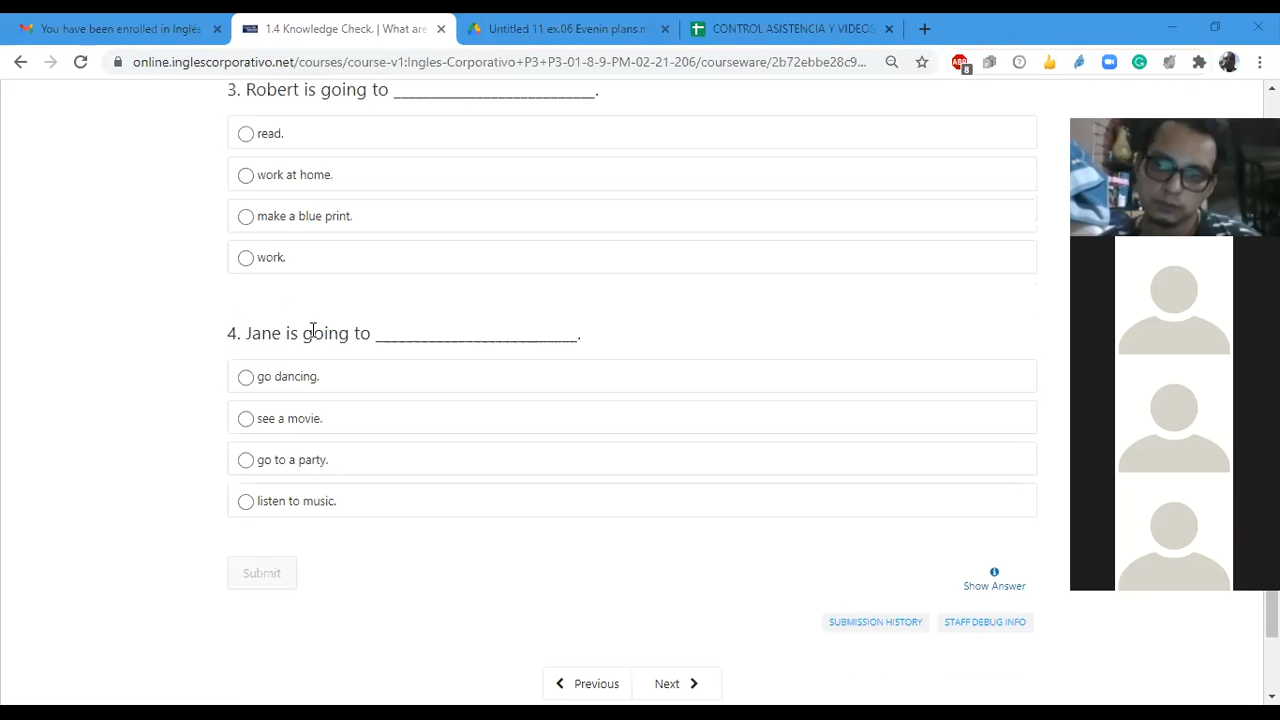 You have been enrolled in Inglés
1.4 Knowledge Check. | What are
Untitled 11 ex.06 Evenin plans.m
CONTROL ASISTENCIA Y VIDEOS
online.inglescorporativo.net/courses/course-v1:Ingles-Corporativo+P3+P3-01-8-9-PM-02-21-206/courseware/2b72ebbe28c9...
ABP
8
3. Robert is going to __________________________.
read.
work at home.
make a blue print.
work.
4. Jane is going to __________________________.
go dancing.
see a movie.
go to a party.
listen to music.
Submit
Show Answer
SUBMISSION HISTORY
STAFF DEBUG INFO
Previous
Next